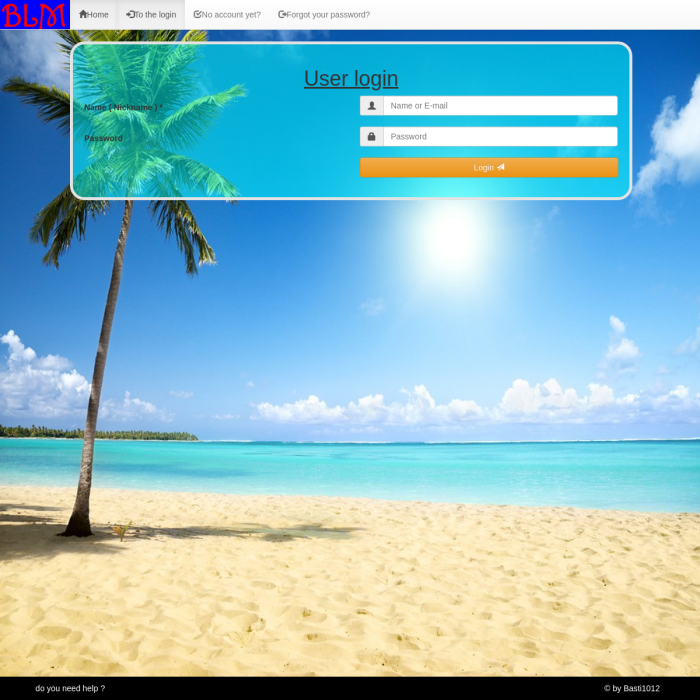 BLM
Home
To the login
No account yet?
Forgot your password?
User login
Name ( Nickname ) *
Name or E-mail
Password
Password
Login
do you need help ?
© by Basti1012